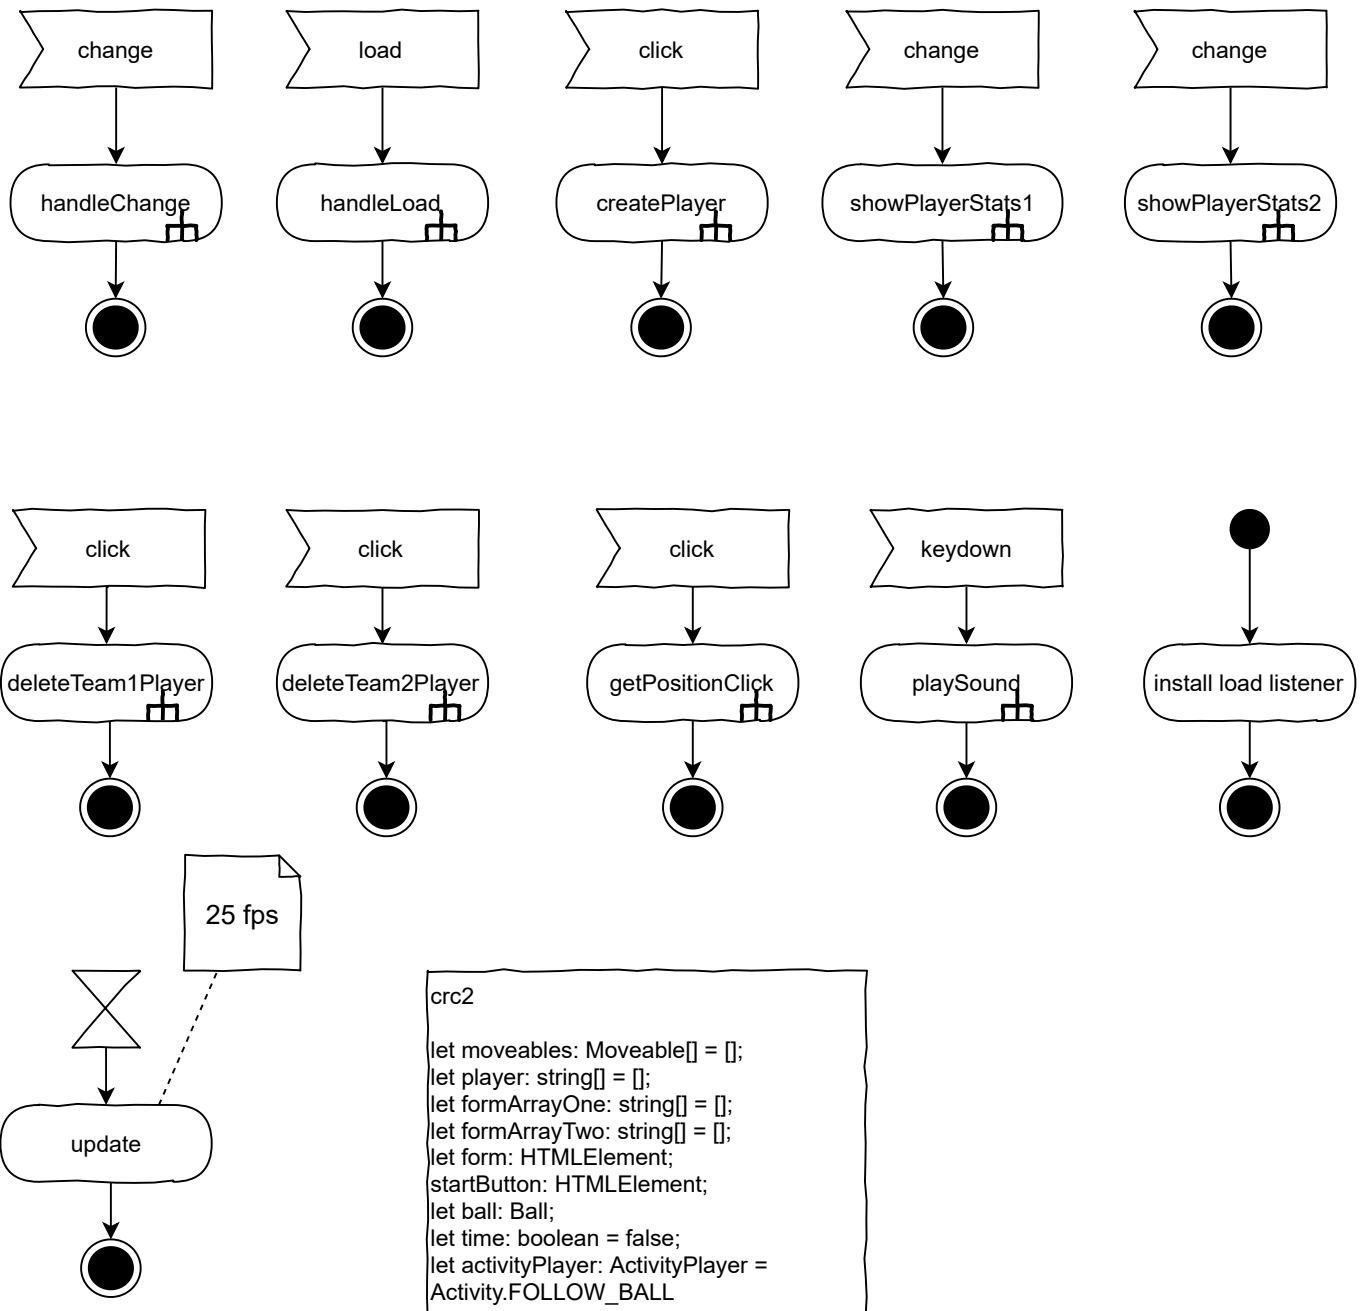 change
load
click
change
change
handleChange
handleLoad
createPlayer
showPlayerStats1
showPlayerStats2
click
click
click
keydown
deleteTeam1Player
deleteTeam2Player
getPositionClick
playSound
install load listener
25 fps
update
crc2
let moveables: Moveable[] = [];
let player: string[] = [];
let formArrayOne: string[] = [];
let formArrayTwo: string[] = [];
let form: HTMLElement;
startButton: HTMLElement;
let ball: Ball;
let time: boolean = false;
let activityPlayer: ActivityPlayer =
Activity.FOLLOW_BALL